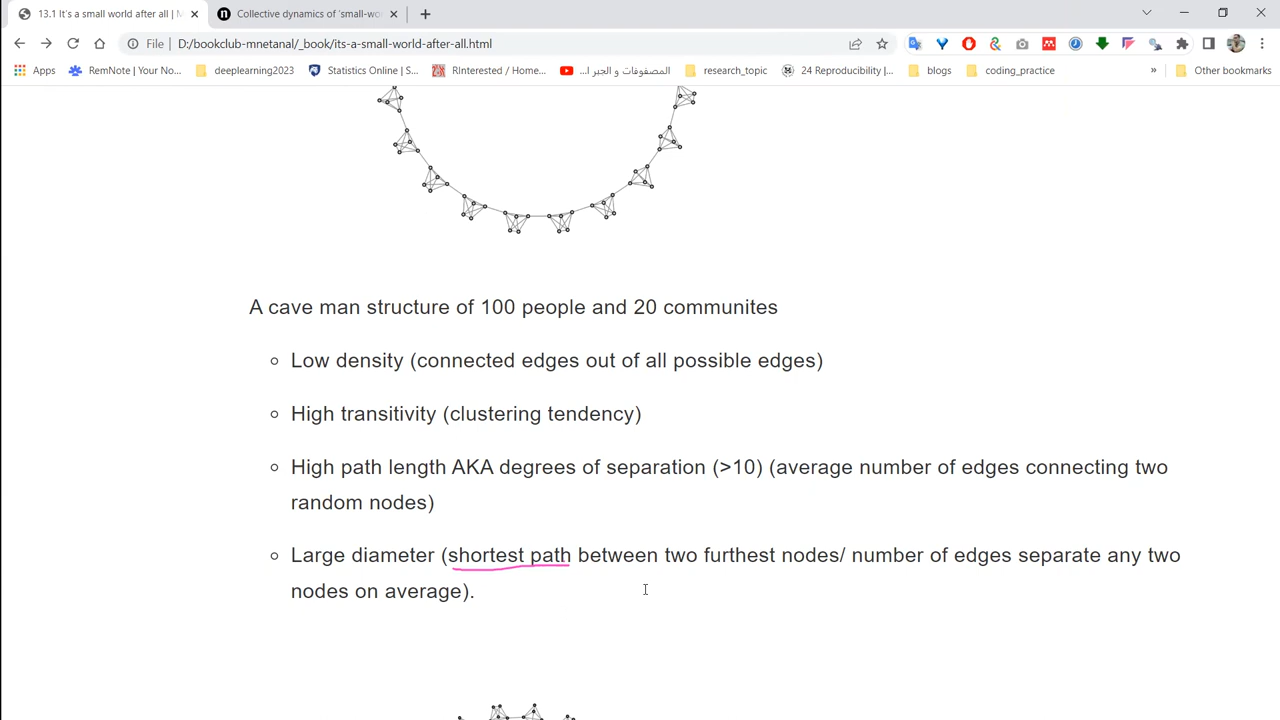 13.1 It's a small world after all | M
Collective dynamics of 'small-wo
File D:/bookclub-mnetanal/_book/its-a-small-world-after-all.html
Apps RemNote | Your No... deeplearning2023 Statistics Online | S... RInterested / Home... المصفوفات و الجبر ا... research_topic 24 Reproducibility |... blogs coding_practice » Other bookmarks
A cave man structure of 100 people and 20 communites
Low density (connected edges out of all possible edges)
High transitivity (clustering tendency)
High path length AKA degrees of separation (>10) (average number of edges connecting two
random nodes)
Large diameter (shortest path between two furthest nodes/ number of edges separate any two
nodes on average).